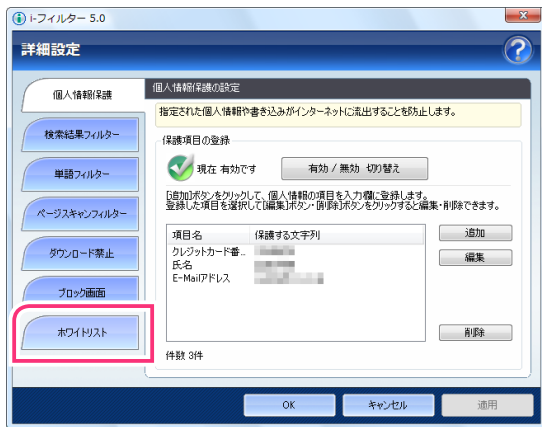 i-フィルター 5.0
詳細設定
個人情報保護
検索結果フィルター
単語フィルター
ページスキャンフィルター
ダウンロード禁止
ブロック画面
ホワイトリスト
個人情報保護の設定
指定された個人情報や書き込みがインターネットに流出することを防止します。
保護項目の登録
現在 有効です
有効 / 無効 切り替え
[追加]ボタンをクリックして、個人情報の項目を入力欄に登録します。
登録した項目を選択して[編集]ボタン・[削除]ボタンをクリックすると編集・削除できます。
項目名 保護する文字列
クレジットカード番...
氏名
E-Mailアドレス
追加
編集
削除
件数 3件
OK キャンセル 適用